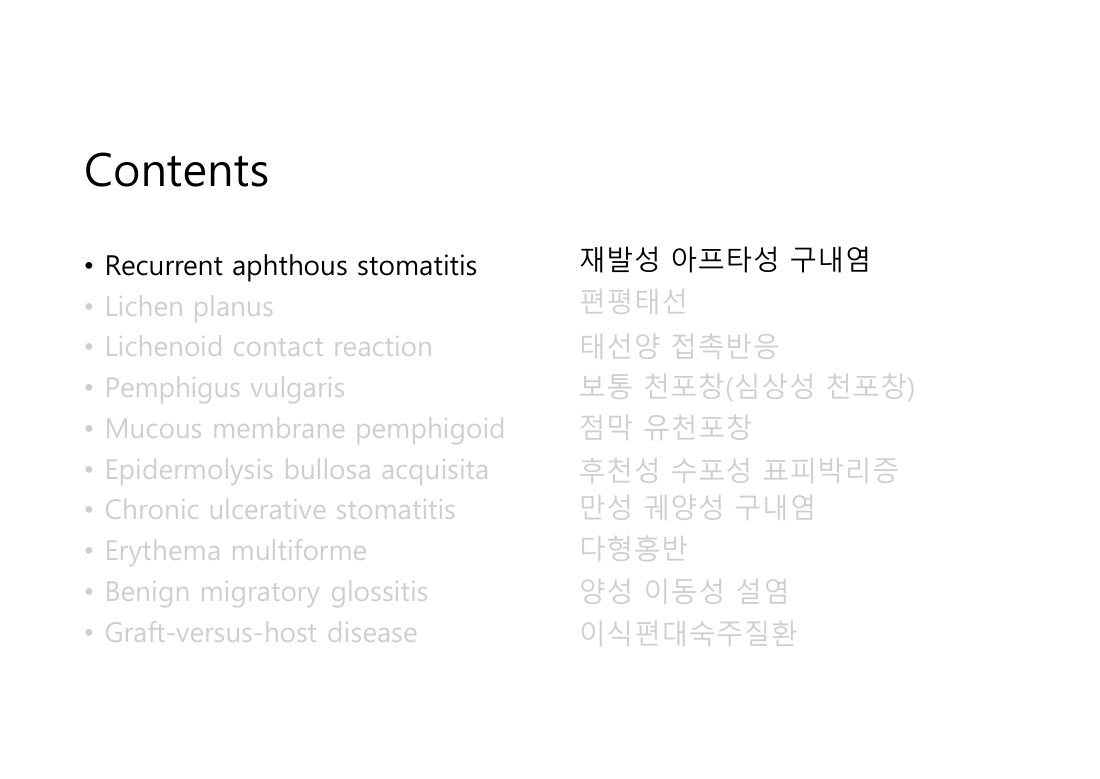 Contents
• Recurrent aphthous stomatitis 재발성 아프타성 구내염
• Lichen planus 편평태선
• Lichenoid contact reaction 태선양 접촉반응
• Pemphigus vulgaris 보통 천포창(심상성 천포창)
• Mucous membrane pemphigoid 점막 유천포창
• Epidermolysis bullosa acquisita 후천성 수포성 표피박리증
• Chronic ulcerative stomatitis 만성 궤양성 구내염
• Erythema multiforme 다형홍반
• Benign migratory glossitis 양성 이동성 설염
• Graft-versus-host disease 이식편대숙주질환